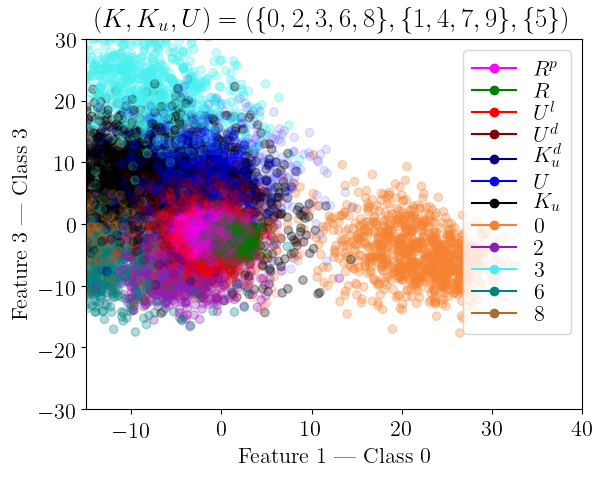 (K, K_u, U) = ({0, 2, 3, 6, 8}, {1, 4, 7, 9}, {5})
30
20
10
0
−10
−20
−30
Feature 3 — Class 3
−10 0 10 20 30 40
Feature 1 — Class 0
R^p
R
U^l
U^d
K_u^d
U
K_u
0
2
3
6
8